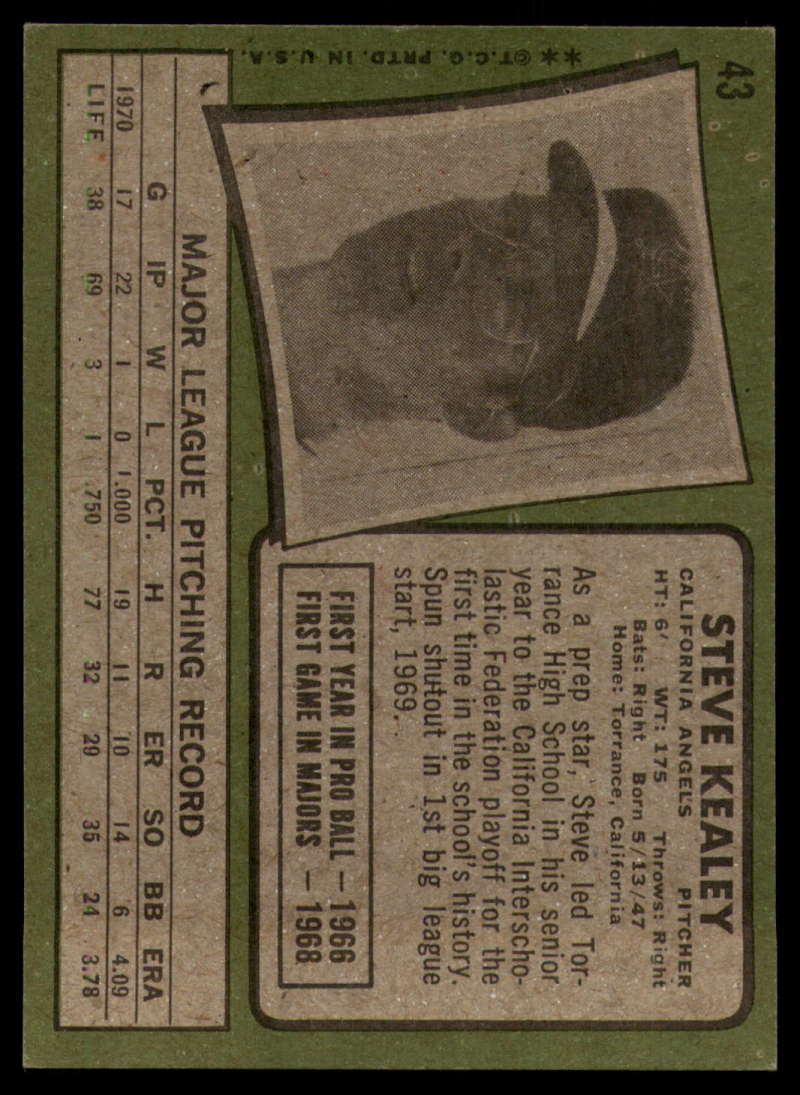 43
**©T.C.G. PRTD. IN U.S.A.
STEVE KEALEY
CALIFORNIA ANGELS PITCHER
HT: 6' WT: 175 Throws: Right
Bats: Right Born 5/13/47
Home: Torrance, California
As a prep star, Steve led Tor-
rance High School in his senior
year to the California Interscho-
lastic Federation playoff for the
first time in the school's history.
Spun shutout in 1st big league
start, 1969.
FIRST YEAR IN PRO BALL — 1966
FIRST GAME IN MAJORS — 1968
MAJOR LEAGUE PITCHING RECORD
G IP W L PCT. H R ER SO BB ERA
1970 17 22 1 0 1.000 19 11 10 14 6 4.09
LIFE 38 69 3 1 .750 77 32 29 35 24 3.78